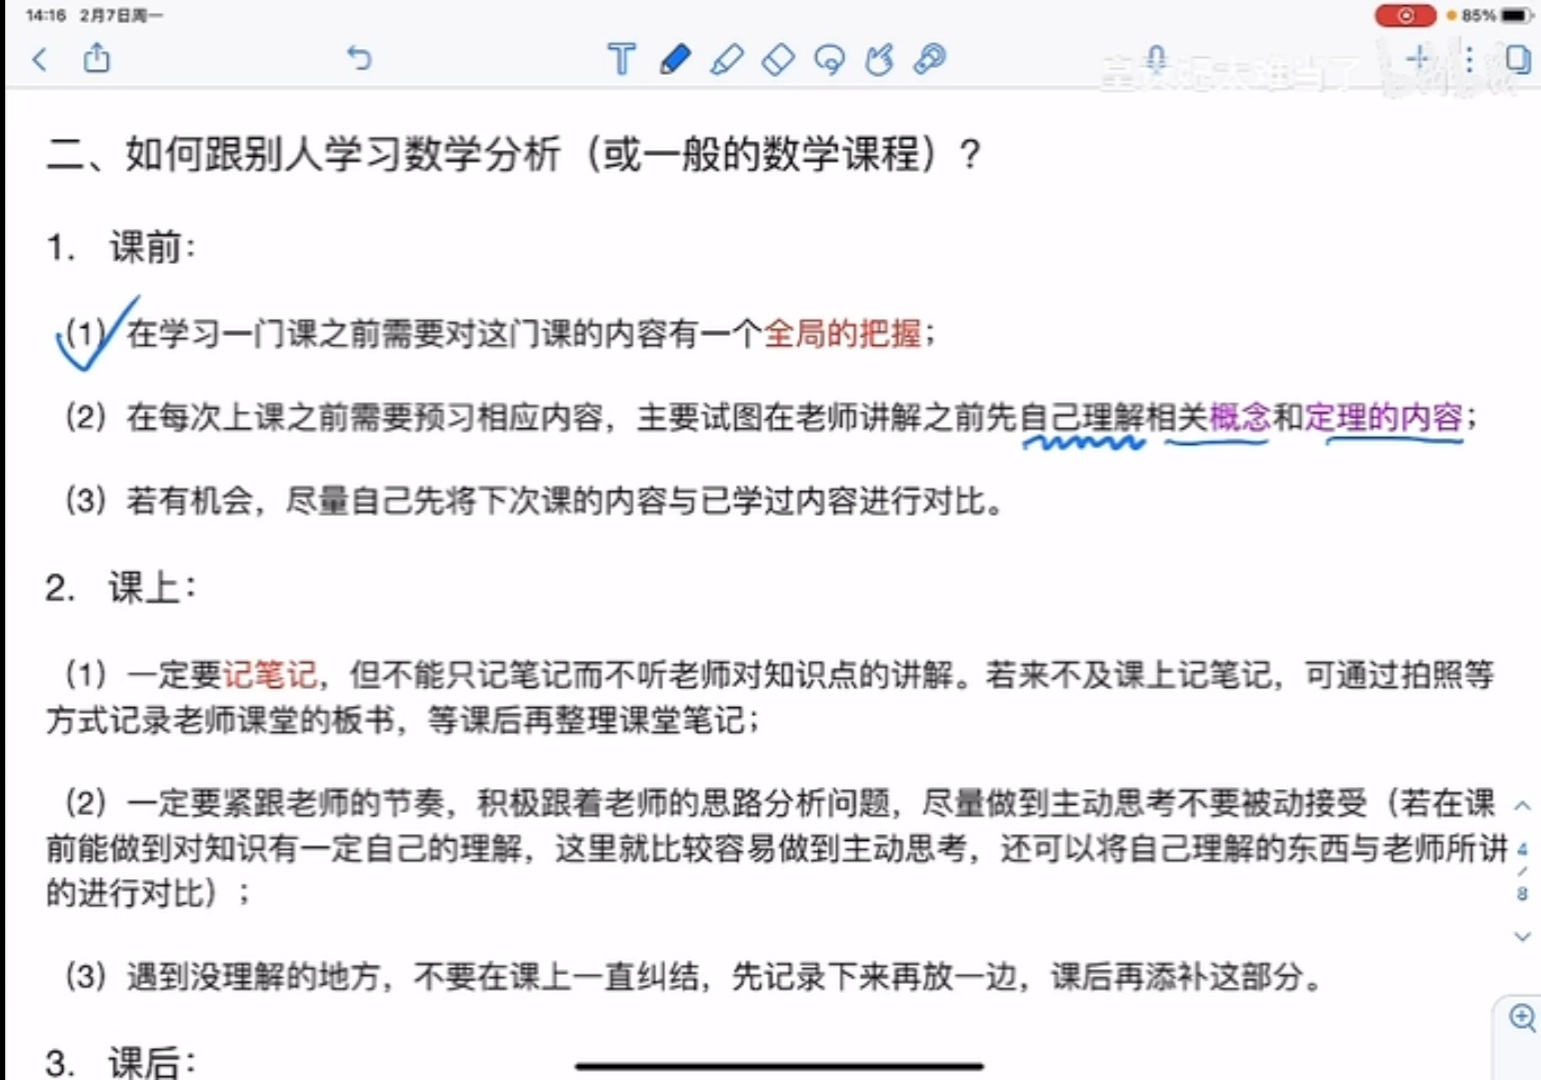 14:16 2月7日周一
85%
二、如何跟别人学习数学分析（或一般的数学课程）?
1. 课前：
（1）在学习一门课之前需要对这门课的内容有一个全局的把握；
（2）在每次上课之前需要预习相应内容，主要试图在老师讲解之前先自己理解相关概念和定理的内容；
（3）若有机会，尽量自己先将下次课的内容与已学过内容进行对比。
2. 课上：
（1）一定要记笔记，但不能只记笔记而不听老师对知识点的讲解。若来不及课上记笔记，可通过拍照等
方式记录老师课堂的板书，等课后再整理课堂笔记；
（2）一定要紧跟老师的节奏，积极跟着老师的思路分析问题，尽量做到主动思考不要被动接受（若在课
前能做到对知识有一定自己的理解，这里就比较容易做到主动思考，还可以将自己理解的东西与老师所讲
的进行对比）；
4
/
8
（3）遇到没理解的地方，不要在课上一直纠结，先记录下来再放一边，课后再添补这部分。
3. 课后：